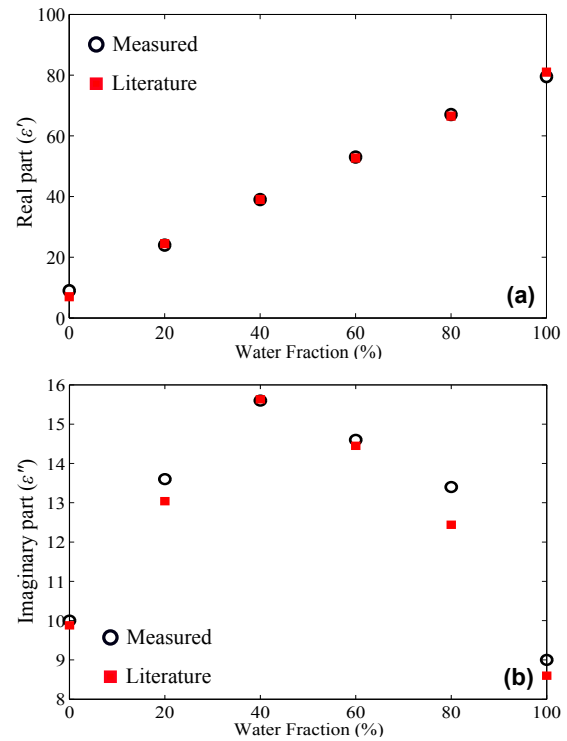 100
80
60
40
20
0
Real part (ε′)
Measured
Literature
(a)
0 20 40 60 80 100
Water Fraction (%)
16
15
14
13
12
11
10
9
8
Imaginary part (ε″)
Measured
Literature
(b)
0 20 40 60 80 100
Water Fraction (%)